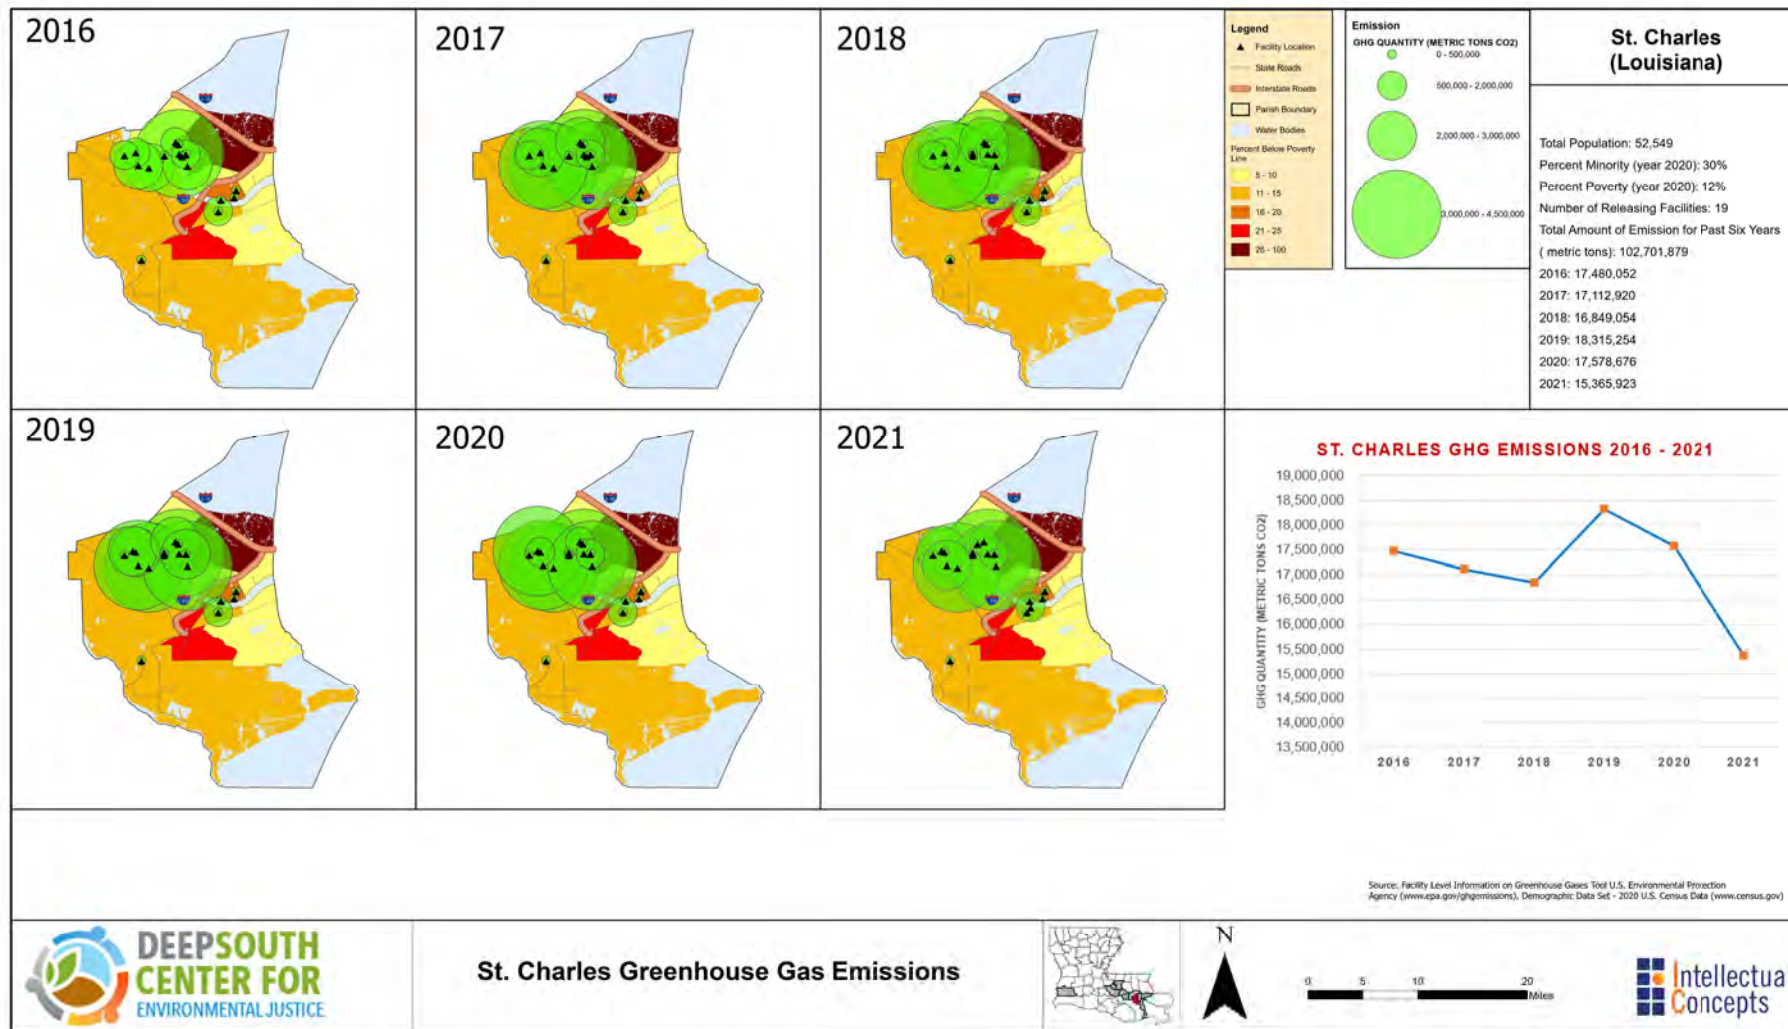 2016
2017
2018
Legend
Facility Location
State Roads
Interstate Roads
Parish Boundary
Water Bodies
Percent Below Poverty
Line
5 - 10
11 - 15
16 - 20
21 - 25
26 - 100
Emission
GHG QUANTITY (METRIC TONS CO2)
0 - 500,000
500,000 - 2,000,000
2,000,000 - 3,000,000
3,000,000 - 4,500,000
St. Charles
(Louisiana)
Total Population: 52,549
Percent Minority (year 2020): 30%
Percent Poverty (year 2020): 12%
Number of Releasing Facilities: 19
Total Amount of Emission for Past Six Years
( metric tons): 102,701,879
2016: 17,480,052
2017: 17,112,920
2018: 16,849,054
2019: 18,315,254
2020: 17,578,676
2021: 15,365,923
2019
2020
2021
ST. CHARLES GHG EMISSIONS 2016 - 2021
GHG QUANTITY (METRIC TONS CO2)
19,000,000
18,500,000
18,000,000
17,500,000
17,000,000
16,500,000
16,000,000
15,500,000
15,000,000
14,500,000
14,000,000
13,500,000
2016 2017 2018 2019 2020 2021
Source: Facility Level Information on Greenhouse Gases Tool U.S. Environmental Protection
Agency (www.epa.gov/ghgemissions), Demographic Data Set - 2020 U.S. Census Data (www.census.gov)
DEEPSOUTH
CENTER FOR
ENVIRONMENTAL JUSTICE
St. Charles Greenhouse Gas Emissions
N
0 5 10 20
Miles
Intellectua
Concepts